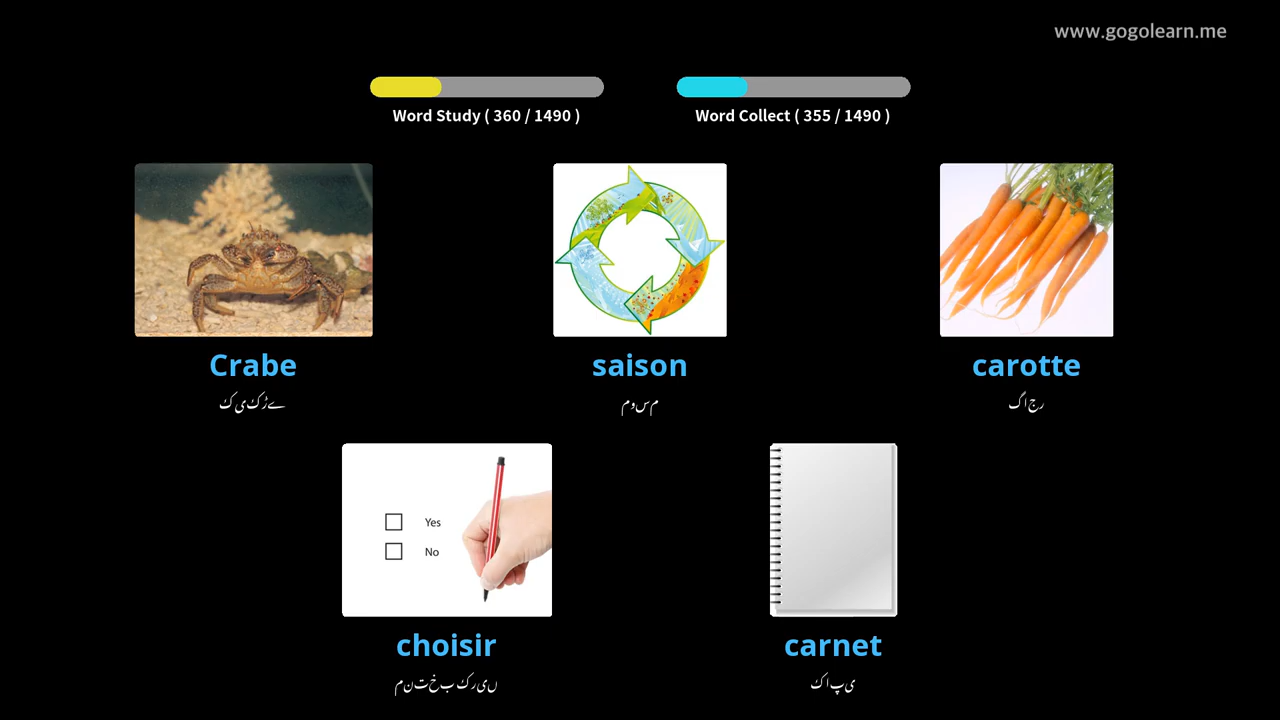 www.gogolearn.me
Word Study ( 360 / 1490 )
Word Collect ( 355 / 1490 )
Crabe
saison
carotte
کیکڑے
موسم
گاجر
Yes
No
choisir
carnet
منتخب کریں
کاپی